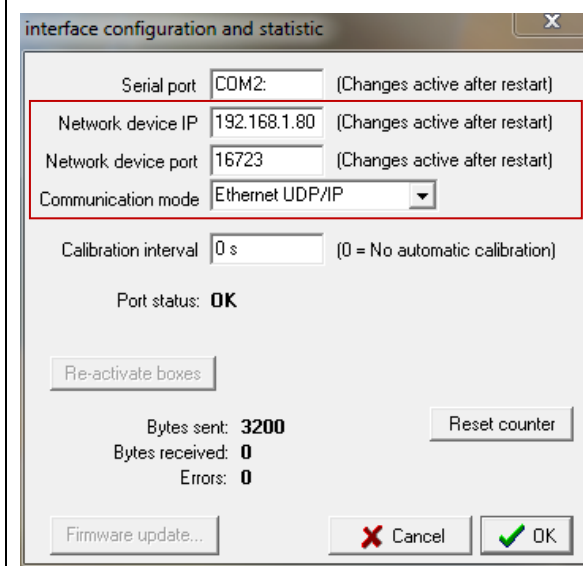 interface configuration and statistic
Serial port COM2: (Changes active after restart)
Network device IP 192.168.1.80 (Changes active after restart)
Network device port 16723 (Changes active after restart)
Communication mode Ethernet UDP/IP
Calibration interval 0 s (0 = No automatic calibration)
Port status: OK
Re-activate boxes
Bytes sent: 3200 Reset counter
Bytes received: 0
Errors: 0
Firmware update... Cancel OK